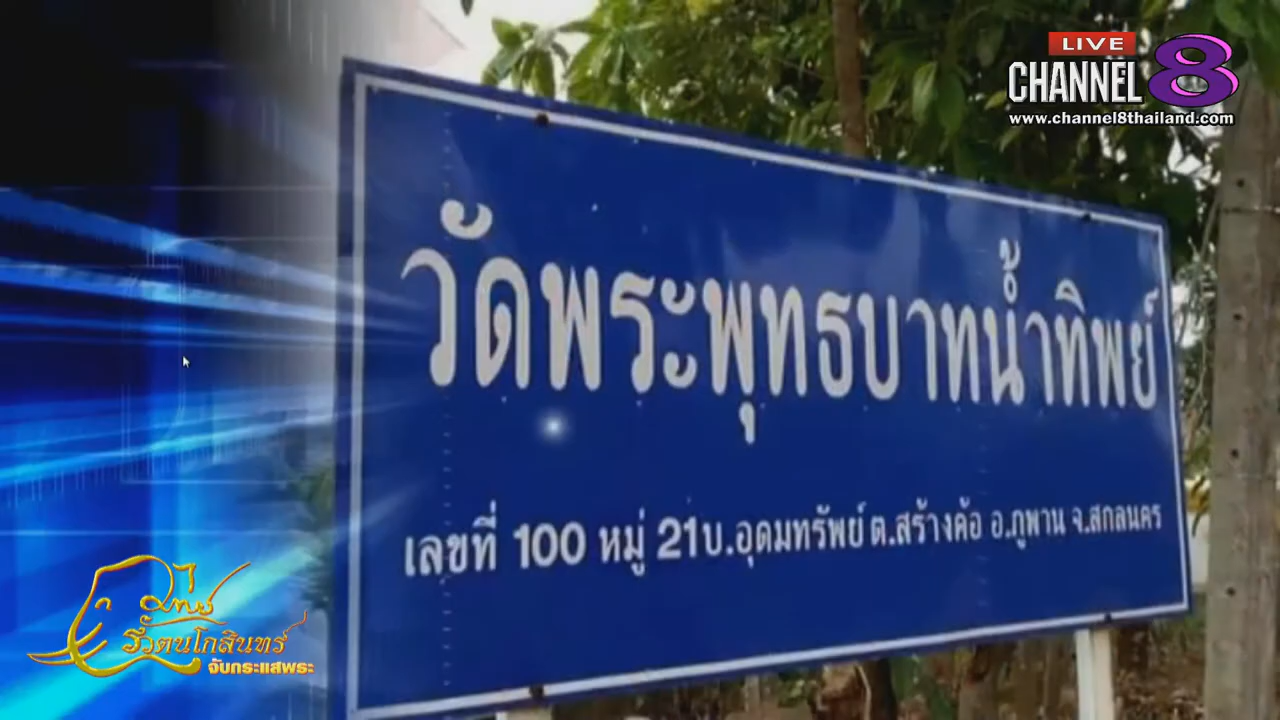 LIVE
CHANNEL 8
www.channel8thailand.com
วัดพระพุทธบาทน้ำทิพย์
เลขที่ 100 หมู่ 21 บ.อุดมทรัพย์ ต.สร้างค้อ อ.ภูพาน จ.สกลนคร
รัตนโกสินทร์
จับกระแสพระ